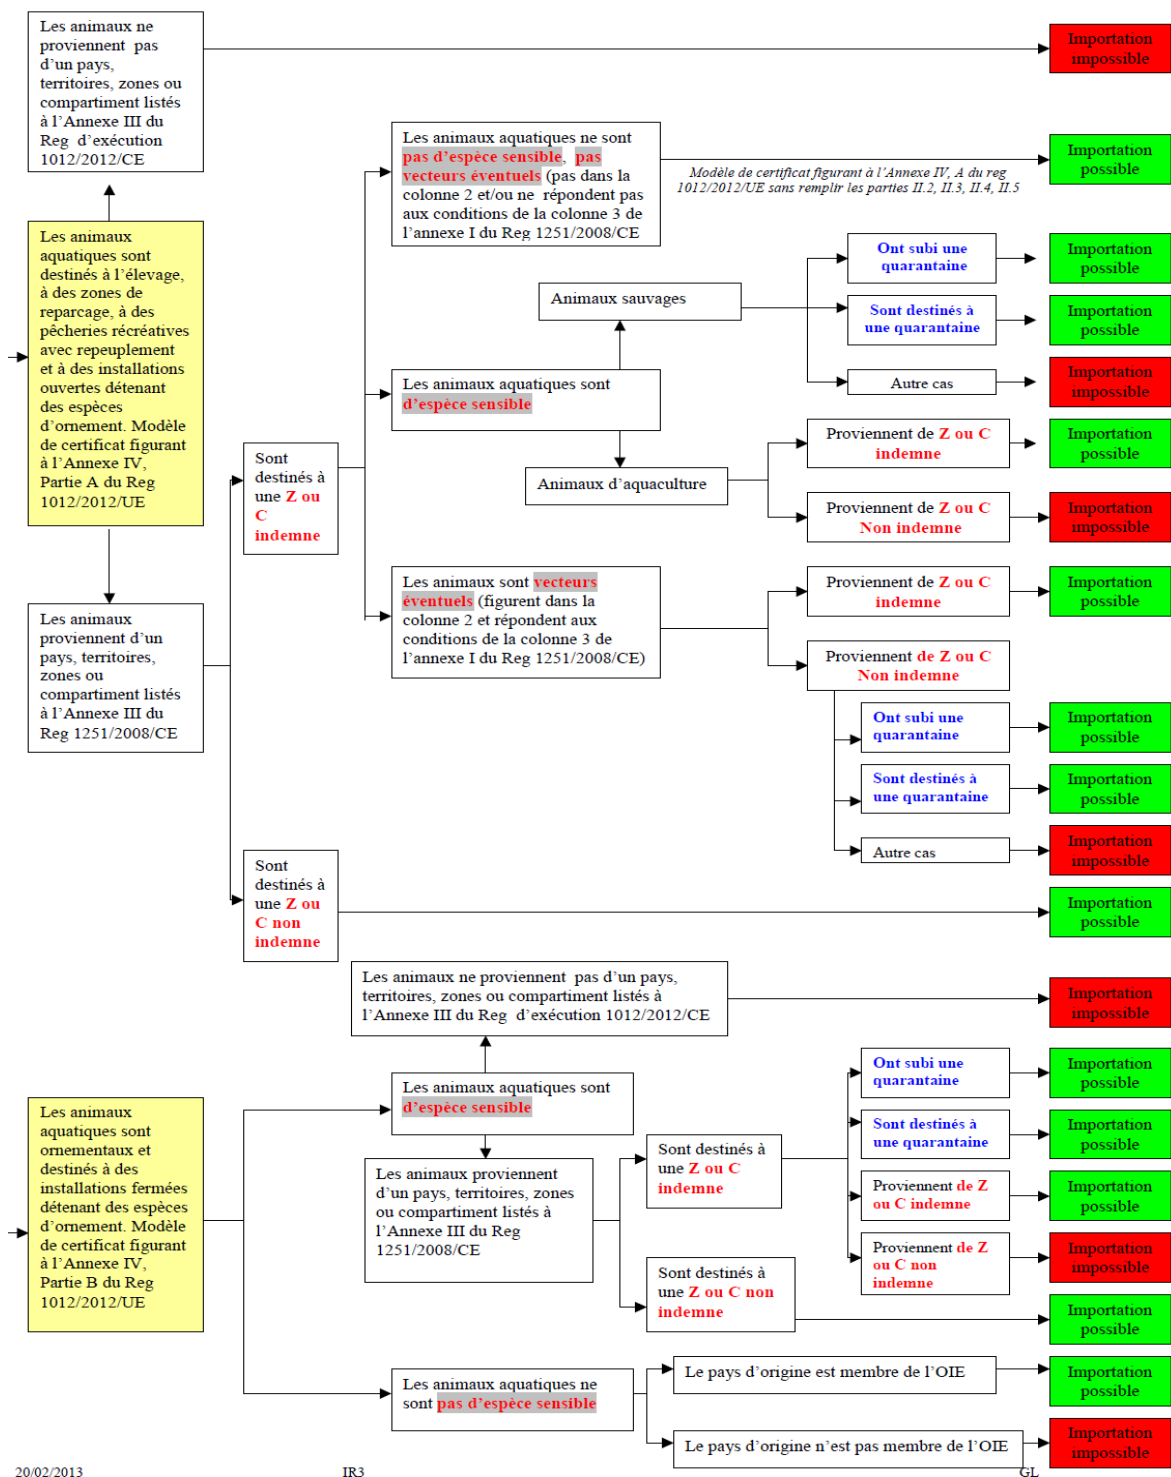 Les animaux ne
proviennent  pas
d'un pays,
territoires, zones ou
compartiment listés
à l'Annexe III du
Reg  d'exécution
1012/2012/CE
Importation
impossible
Les animaux aquatiques ne sont
pas d'espèce sensible,  pas
vecteurs éventuels (pas dans la
colonne 2 et/ou ne  répondent pas
aux conditions de la colonne 3 de
l'annexe I du Reg 1251/2008/CE
Modèle de certificat figurant à l'Annexe IV, A du reg
1012/2012/UE sans remplir les parties II.2, II.3, II.4, II.5
Importation
possible
Les animaux
aquatiques sont
destinés à l'élevage,
à des zones de
reparcage, à des
pêcheries récréatives
avec repeuplement
et à des installations
ouvertes détenant
des espèces
d'ornement. Modèle
de certificat figurant
à l'Annexe IV,
Partie A du Reg
1012/2012/UE
Animaux sauvages
Ont subi une
quarantaine
Importation
possible
Sont destinés à
une quarantaine
Importation
possible
Autre cas
Importation
impossible
Les animaux aquatiques sont
d'espèce sensible
Sont
destinés à
une Z ou
C
indemne
Animaux d'aquaculture
Proviennent de Z ou C
indemne
Importation
possible
Proviennent de Z ou C
Non indemne
Importation
impossible
Les animaux sont vecteurs
éventuels (figurent dans la
colonne 2 et répondent aux
conditions de la colonne 3 de
l'annexe I du Reg 1251/2008/CE)
Proviennent de Z ou C
indemne
Importation
possible
Les animaux
proviennent d'un
pays, territoires,
zones ou
compartiment listés
à l'Annexe III du
Reg 1251/2008/CE
Proviennent de Z ou C
Non indemne
Ont subi une
quarantaine
Importation
possible
Sont destinés à
une quarantaine
Importation
possible
Autre cas
Importation
impossible
Sont
destinés à
une Z ou
C non
indemne
Importation
possible
Les animaux ne proviennent  pas d'un pays,
territoires, zones ou compartiment listés à
l'Annexe III du Reg  d'exécution 1012/2012/CE
Importation
impossible
Les animaux
aquatiques sont
ornementaux et
destinés à des
installations fermées
détenant des espèces
d'ornement. Modèle
de certificat figurant
à l'Annexe IV,
Partie B du Reg
1012/2012/UE
Les animaux aquatiques sont
d'espèce sensible
Les animaux proviennent
d'un pays, territoires, zones
ou compartiment listés à
l'Annexe III du Reg
1251/2008/CE
Sont destinés à
une Z ou C
indemne
Ont subi une
quarantaine
Importation
possible
Sont destinés à
une quarantaine
Importation
possible
Proviennent de Z
ou C indemne
Importation
possible
Proviennent de Z
ou C non
indemne
Importation
impossible
Sont destinés à
une Z ou C non
indemne
Importation
possible
Les animaux aquatiques ne
sont pas d'espèce sensible
Le pays d'origine est membre de l'OIE
Importation
possible
Le pays d'origine n'est pas membre de l'OIE
Importation
impossible
20/02/2013
IR3
GL